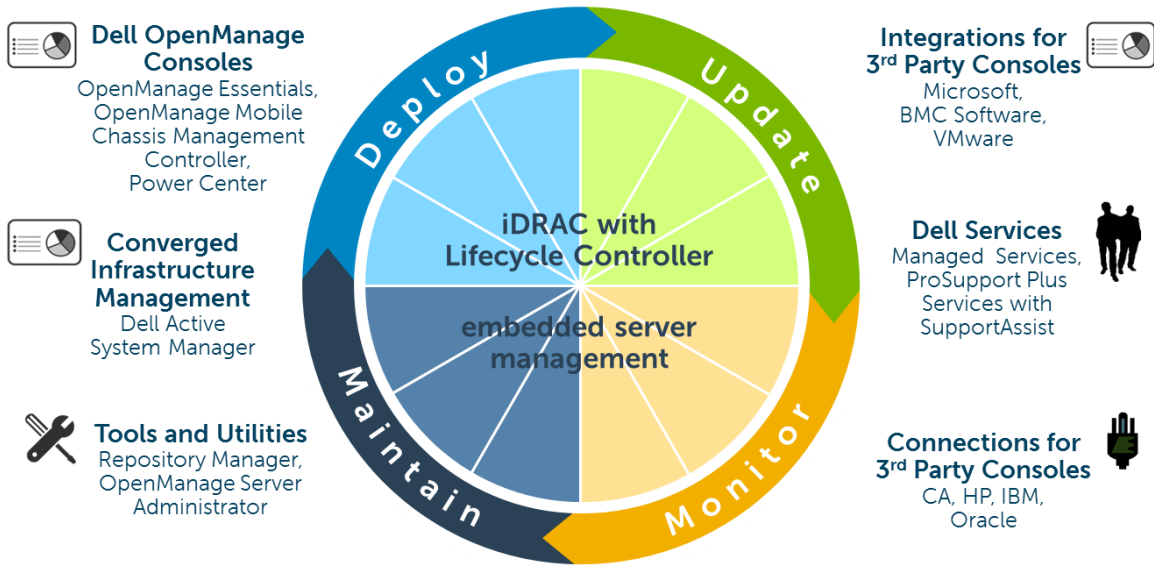 Dell OpenManage
Consoles
OpenManage Essentials,
OpenManage Mobile
Chassis Management
Controller,
Power Center
Converged
Infrastructure
Management
Dell Active
System Manager
Tools and Utilities
Repository Manager,
OpenManage Server
Administrator
Deploy
Update
Monitor
Maintain
iDRAC with
Lifecycle Controller
embedded server
management
Integrations for
3rd Party Consoles
Microsoft,
BMC Software,
VMware
Dell Services
Managed Services,
ProSupport Plus
Services with
SupportAssist
Connections for
3rd Party Consoles
CA, HP, IBM,
Oracle